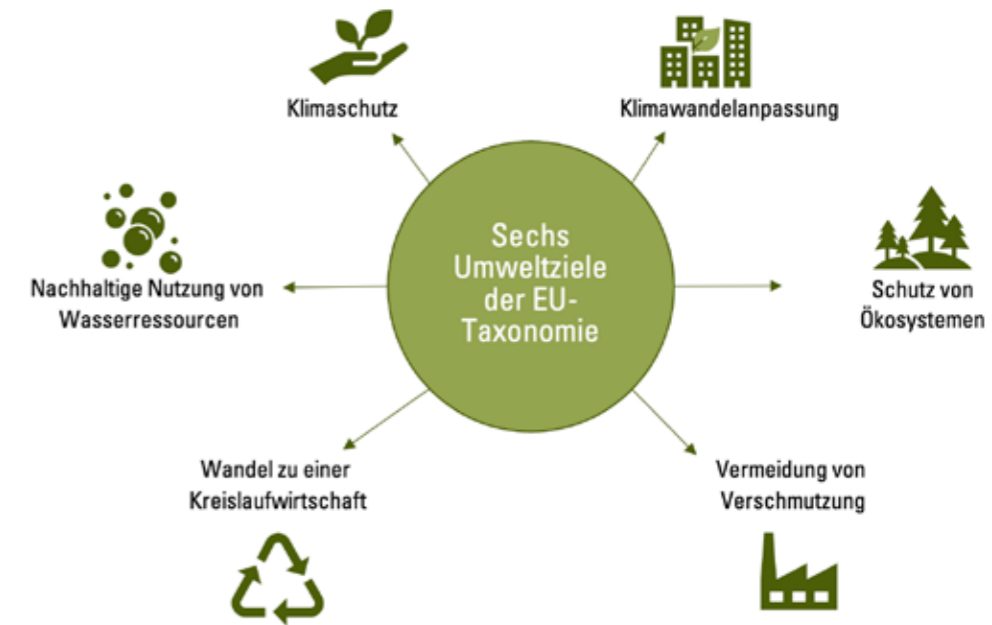 Klimaschutz
Klimawandelanpassung
Sechs
Umweltziele
der EU-
Taxonomie
Nachhaltige Nutzung von
Wasserressourcen
Schutz von
Ökosystemen
Wandel zu einer
Kreislaufwirtschaft
Vermeidung von
Verschmutzung